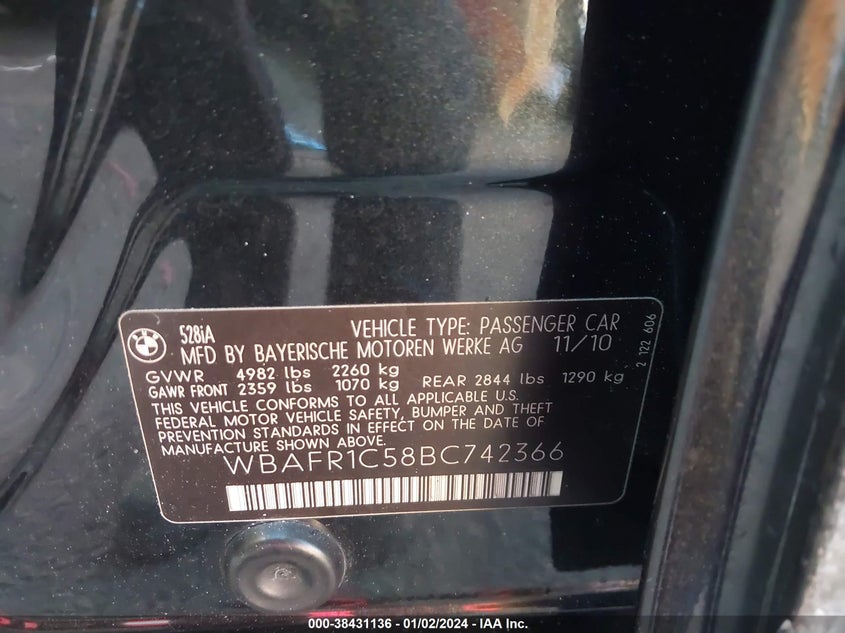 BMW
528iA
VEHICLE TYPE: PASSENGER CAR
MFD BY BAYERISCHE MOTOREN WERKE AG 11/10
GVWR 4982 lbs 2260 kg
GAWR FRONT 2359 lbs 1070 kg REAR 2844 lbs 1290 kg
THIS VEHICLE CONFORMS TO ALL APPLICABLE U.S.
FEDERAL MOTOR VEHICLE SAFETY, BUMPER AND THEFT
PREVENTION STANDARDS IN EFFECT ON THE DATE OF
MANUFACTURE SHOWN ABOVE.
WBAFR1C58BC742366
2 122 606
000-38431136 - 01/02/2024 - IAA Inc.